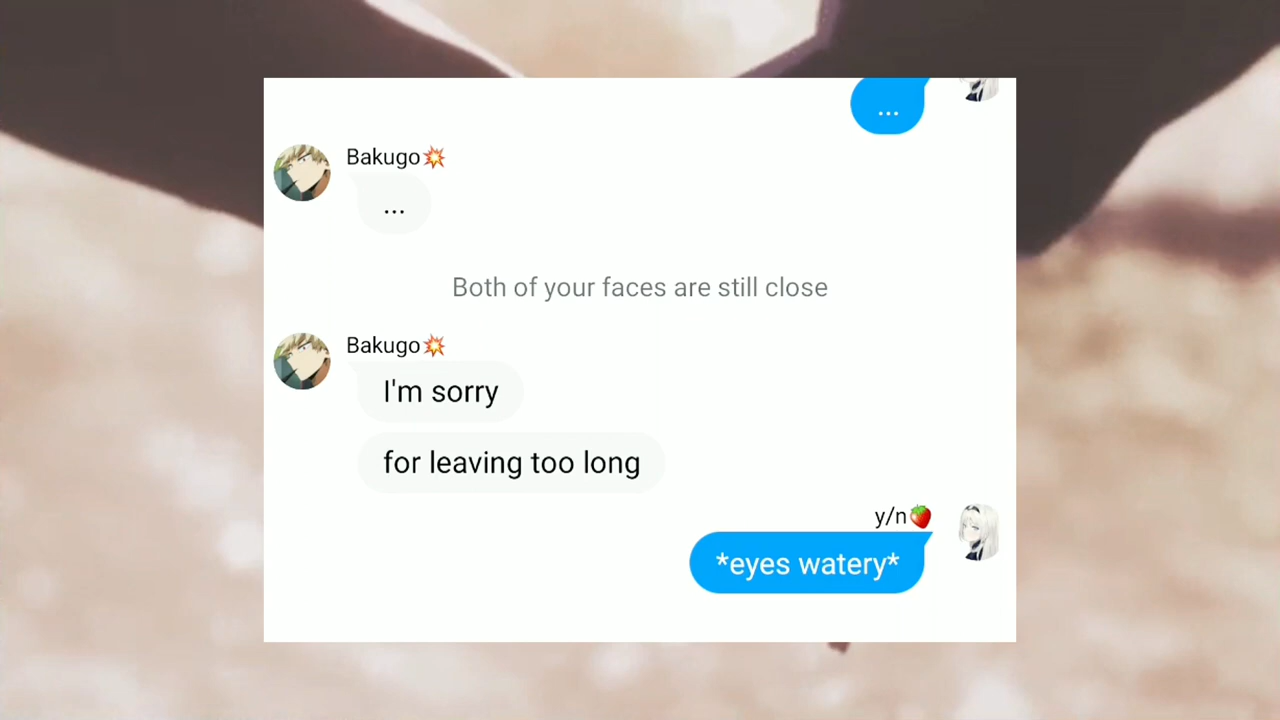 ...
Bakugo💥
...
Both of your faces are still close
Bakugo💥
I'm sorry
for leaving too long
y/n🍓
*eyes watery*